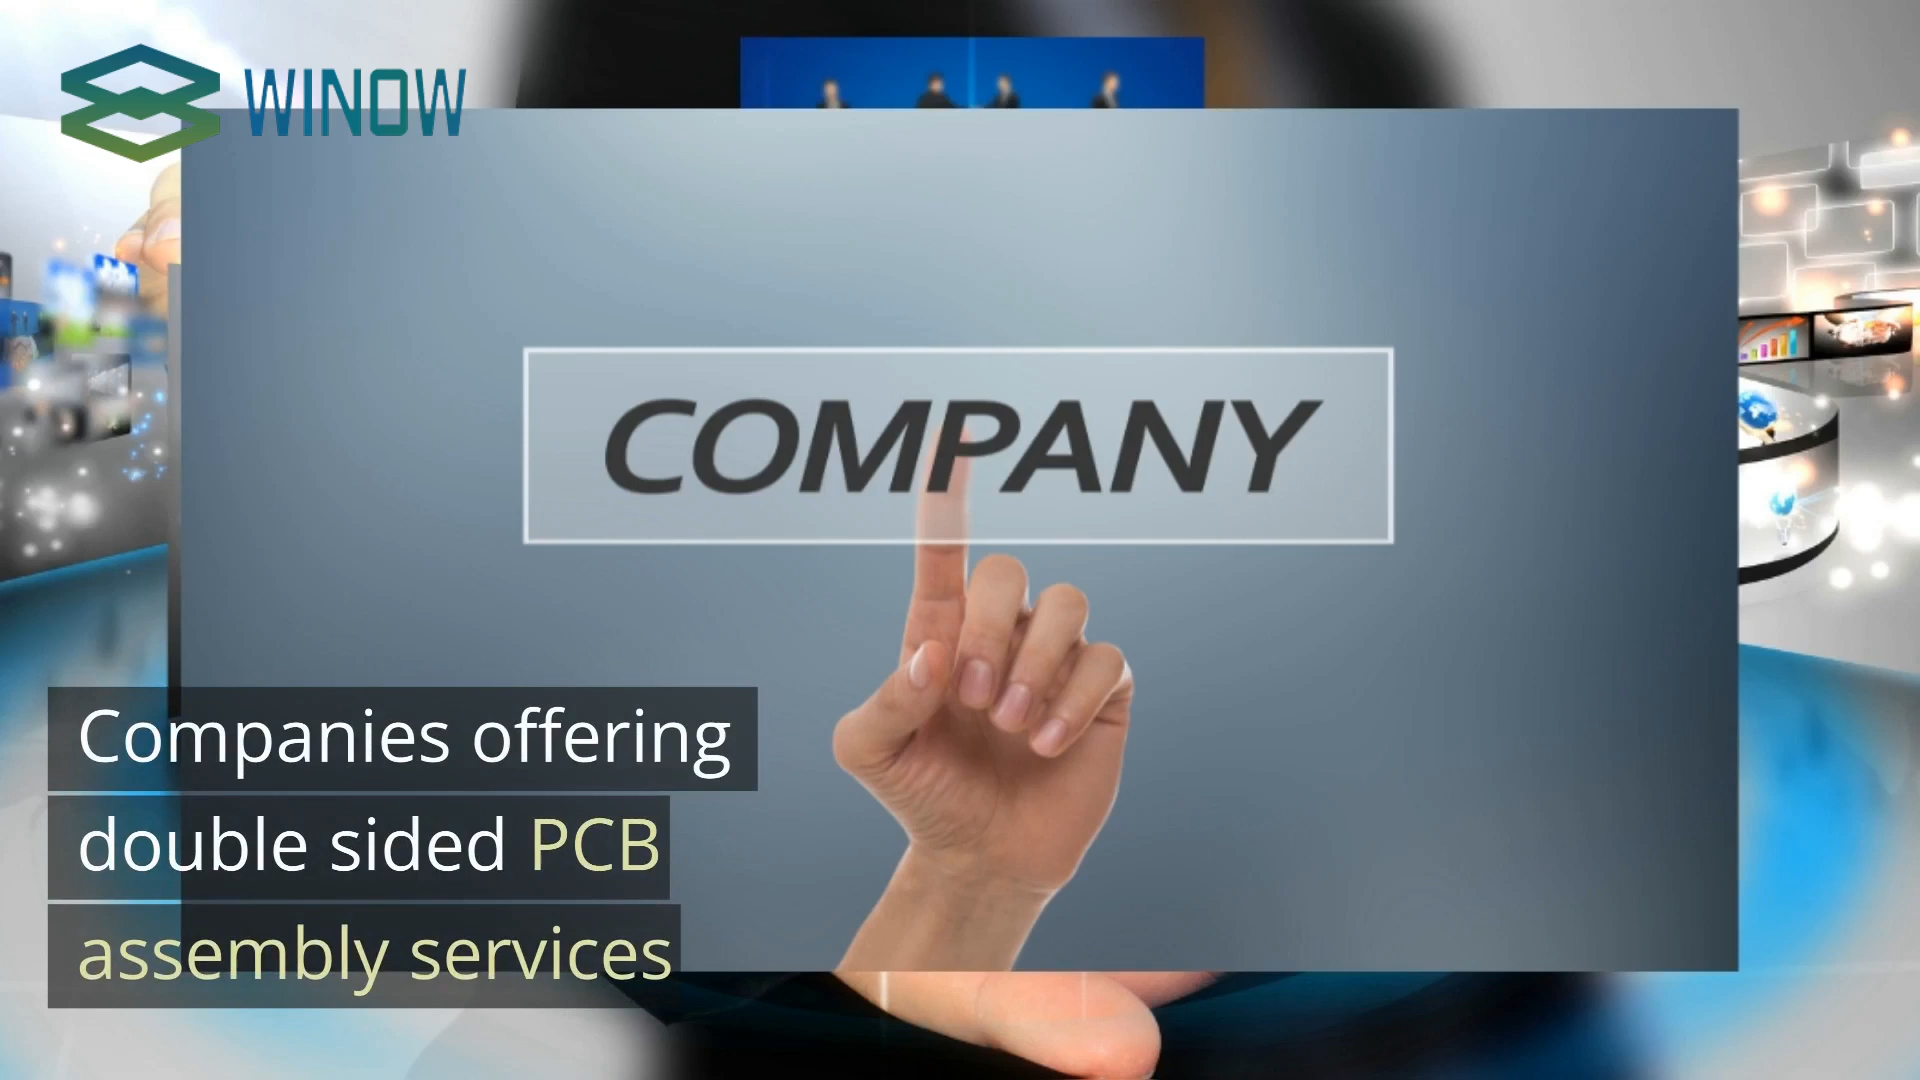 WINOW
COMPANY
Companies offering
double sided PCB
assembly services